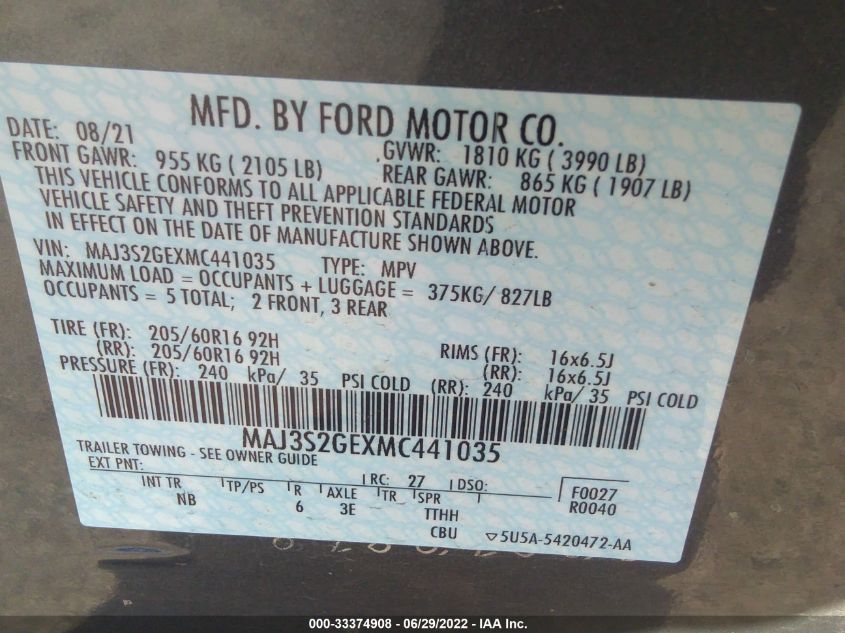 MFD. BY FORD MOTOR CO.
DATE: 08/21 GVWR: 1810 KG ( 3990 LB)
FRONT GAWR: 955 KG ( 2105 LB) REAR GAWR: 865 KG ( 1907 LB)
THIS VEHICLE CONFORMS TO ALL APPLICABLE FEDERAL MOTOR
VEHICLE SAFETY AND THEFT PREVENTION STANDARDS
IN EFFECT ON THE DATE OF MANUFACTURE SHOWN ABOVE.
VIN: MAJ3S2GEXMC441035 TYPE: MPV
MAXIMUM LOAD = OCCUPANTS + LUGGAGE = 375KG/ 827LB
OCCUPANTS = 5 TOTAL; 2 FRONT, 3 REAR
TIRE (FR): 205/60R16 92H RIMS (FR): 16x6.5J
(RR): 205/60R16 92H (RR): 16x6.5J
PRESSURE (FR): 240 kPa/ 35 PSI COLD (RR): 240 kPa/ 35 PSI COLD
MAJ3S2GEXMC441035
TRAILER TOWING - SEE OWNER GUIDE
EXT PNT: RC: 27 DSO:
INT TR TP/PS R AXLE TR SPR F0027
NB 6 3E TTHH R0040
CBU ▽5U5A-5420472-AA
000-33374908 - 06/29/2022 - IAA Inc.